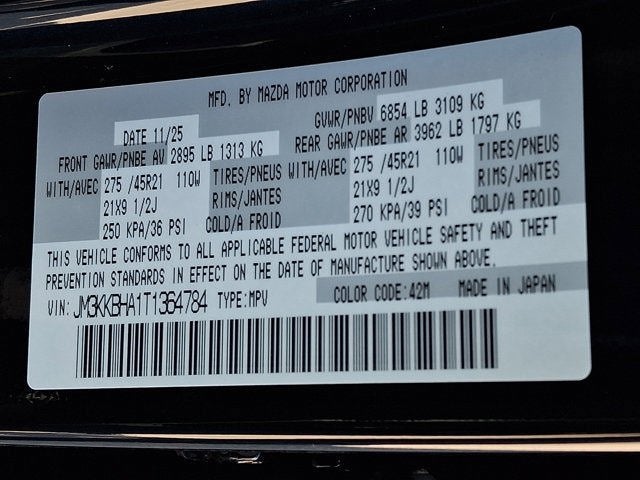 MFD. BY MAZDA MOTOR CORPORATION
DATE 11/25 GVWR/PNBV 6854 LB 3109 KG
FRONT GAWR/PNBE AV 2895 LB 1313 KG REAR GAWR/PNBE AR 3962 LB 1797 KG
WITH/AVEC 275 /45R21 110W TIRES/PNEUS WITH/AVEC 275 /45R21 110W TIRES/PNEUS
21X9 1/2J RIMS/JANTES 21X9 1/2J RIMS/JANTES
250 KPA/36 PSI COLD/A FROID 270 KPA/39 PSI COLD/A FROID
THIS VEHICLE CONFORMS TO ALL APPLICABLE FEDERAL MOTOR VEHICLE SAFETY AND THEFT
PREVENTION STANDARDS IN EFFECT ON THE DATE OF MANUFACTURE SHOWN ABOVE.
VIN: JM3KKBHA1T1364784 TYPE:MPV COLOR CODE:42M MADE IN JAPAN